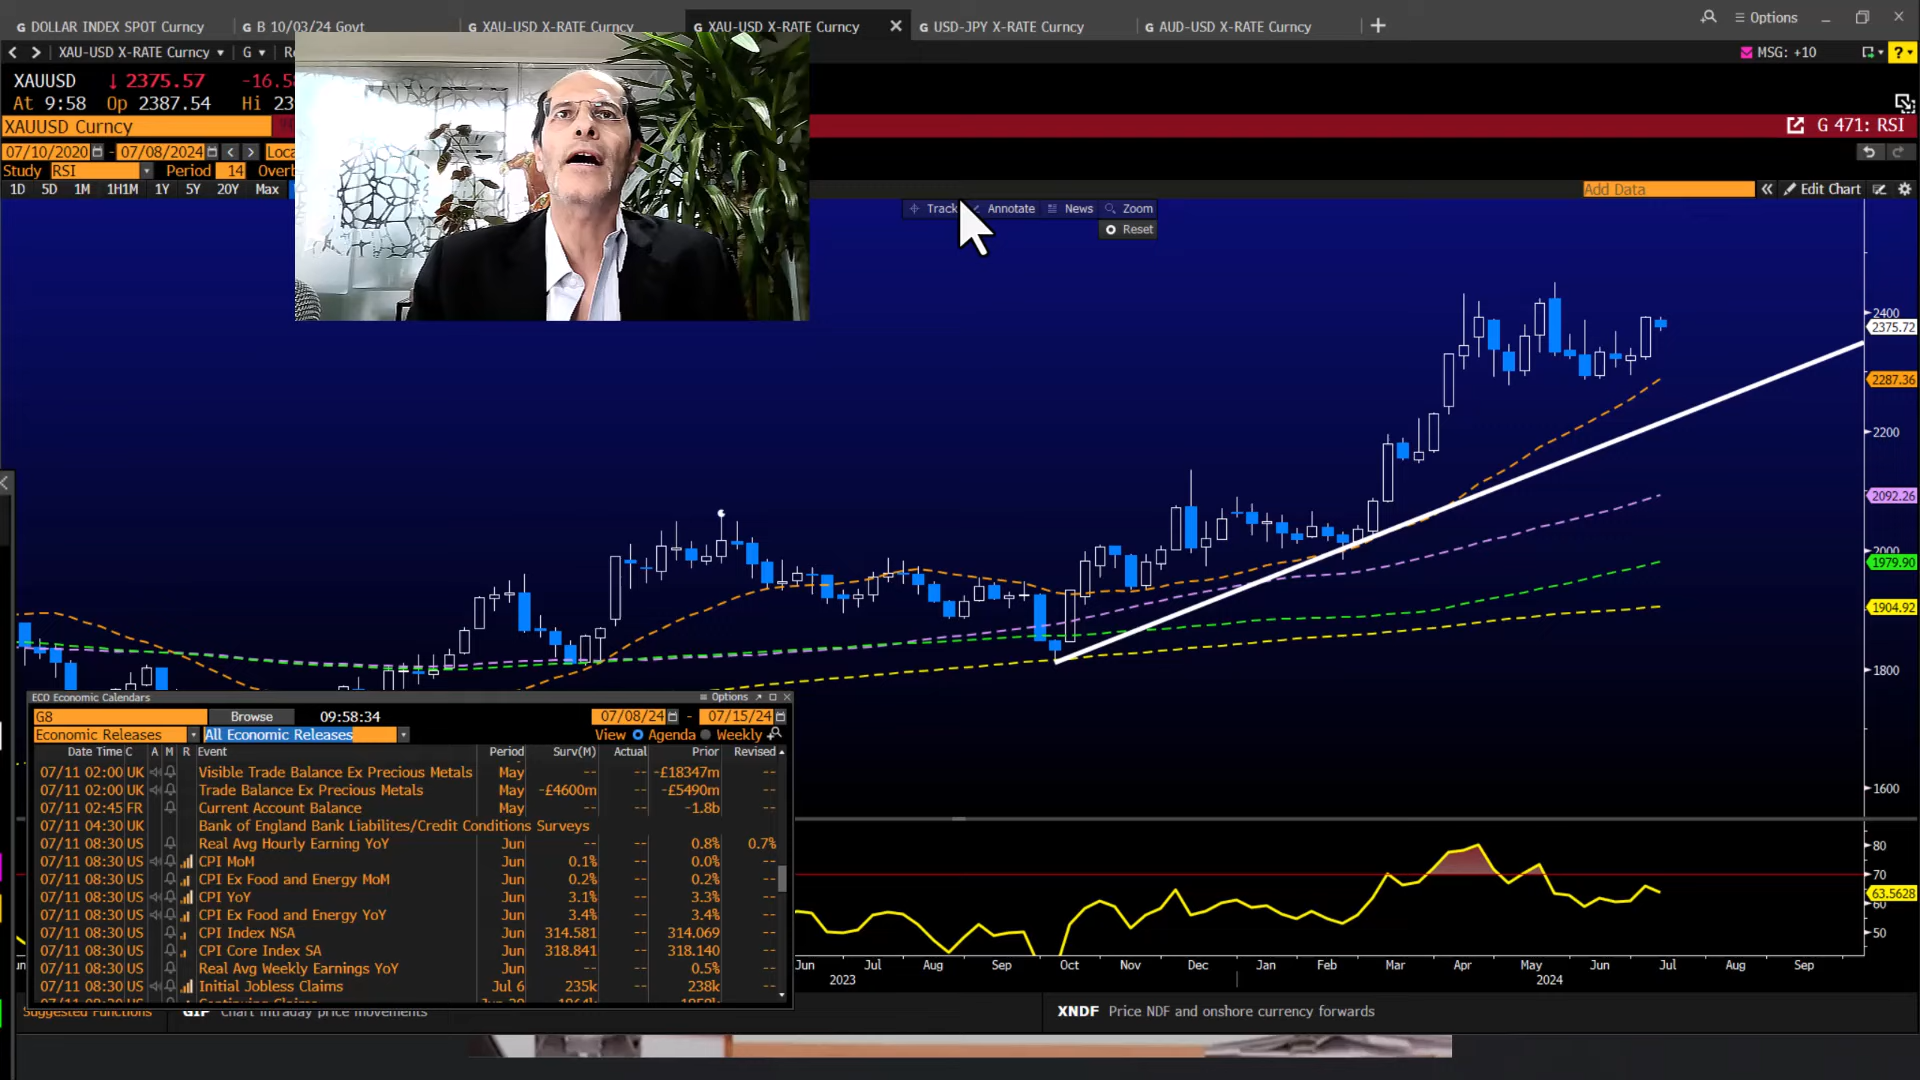 G DOLLAR INDEX SPOT Curncy G B 10/03/24 Govt G XAU-USD X-RATE Curncy G XAU-USD X-RATE Curncy G USD-JPY X-RATE Curncy G AUD-USD X-RATE Curncy Options
XAU-USD X-RATE Curncy G MSG: +10 ?
XAUUSD 2375.57
At 9:58 Op 2387.54 Hi
XAUUSD Curncy G 471: RSI
07/10/2020 - 07/08/2024
Study RSI Period 14
1D 5D 1M 1H1M 1Y 5Y 20Y Max Add Data Edit Chart
Track Annotate News Zoom
Reset
2400
2375.72
2287.36
2200
2092.26
2000
1979.90
1904.92
1800
ECO Economic Calendars Options
G8 Browse 09:58:34 07/08/24 - 07/15/24
Economic Releases All Economic Releases View Agenda Weekly
Date Time C A M R Event Period Surv(M) Actual Prior Revised
07/11 02:00 UK Visible Trade Balance Ex Precious Metals May -- -- -£18347m --
07/11 02:00 UK Trade Balance Ex Precious Metals May -£4600m -- -£5490m --
07/11 02:45 FR Current Account Balance May -- -- -1.8b --
07/11 04:30 UK Bank of England Bank Liabilites/Credit Conditions Surveys
07/11 08:30 US Real Avg Hourly Earning YoY Jun -- -- 0.8% 0.7%
07/11 08:30 US CPI MoM Jun 0.1% -- 0.0% --
07/11 08:30 US CPI Ex Food and Energy MoM Jun 0.2% -- 0.2% --
07/11 08:30 US CPI YoY Jun 3.1% -- 3.3% --
07/11 08:30 US CPI Ex Food and Energy YoY Jun 3.4% -- 3.4% --
07/11 08:30 US CPI Index NSA Jun 314.581 -- 314.069 --
07/11 08:30 US CPI Core Index SA Jun 318.841 -- 318.140 --
07/11 08:30 US Real Avg Weekly Earnings YoY Jun -- -- 0.5% --
07/11 08:30 US Initial Jobless Claims Jul 6 235k -- 238k --
1600
80
70
63.5628
60
50
Jun Jul Aug Sep Oct Nov Dec Jan Feb Mar Apr May Jun Jul Aug Sep
2023 2024
Suggested Functions GIP Chart intraday price movements XNDF Price NDF and onshore currency forwards